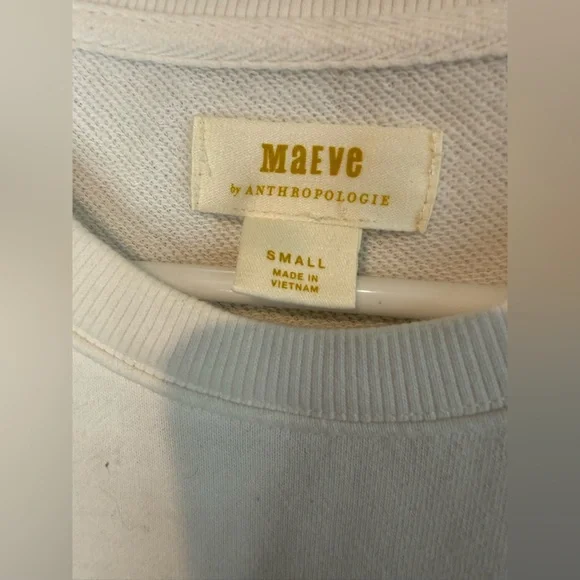 Maeve
by ANTHROPOLOGIE
SMALL
MADE IN
VIETNAM